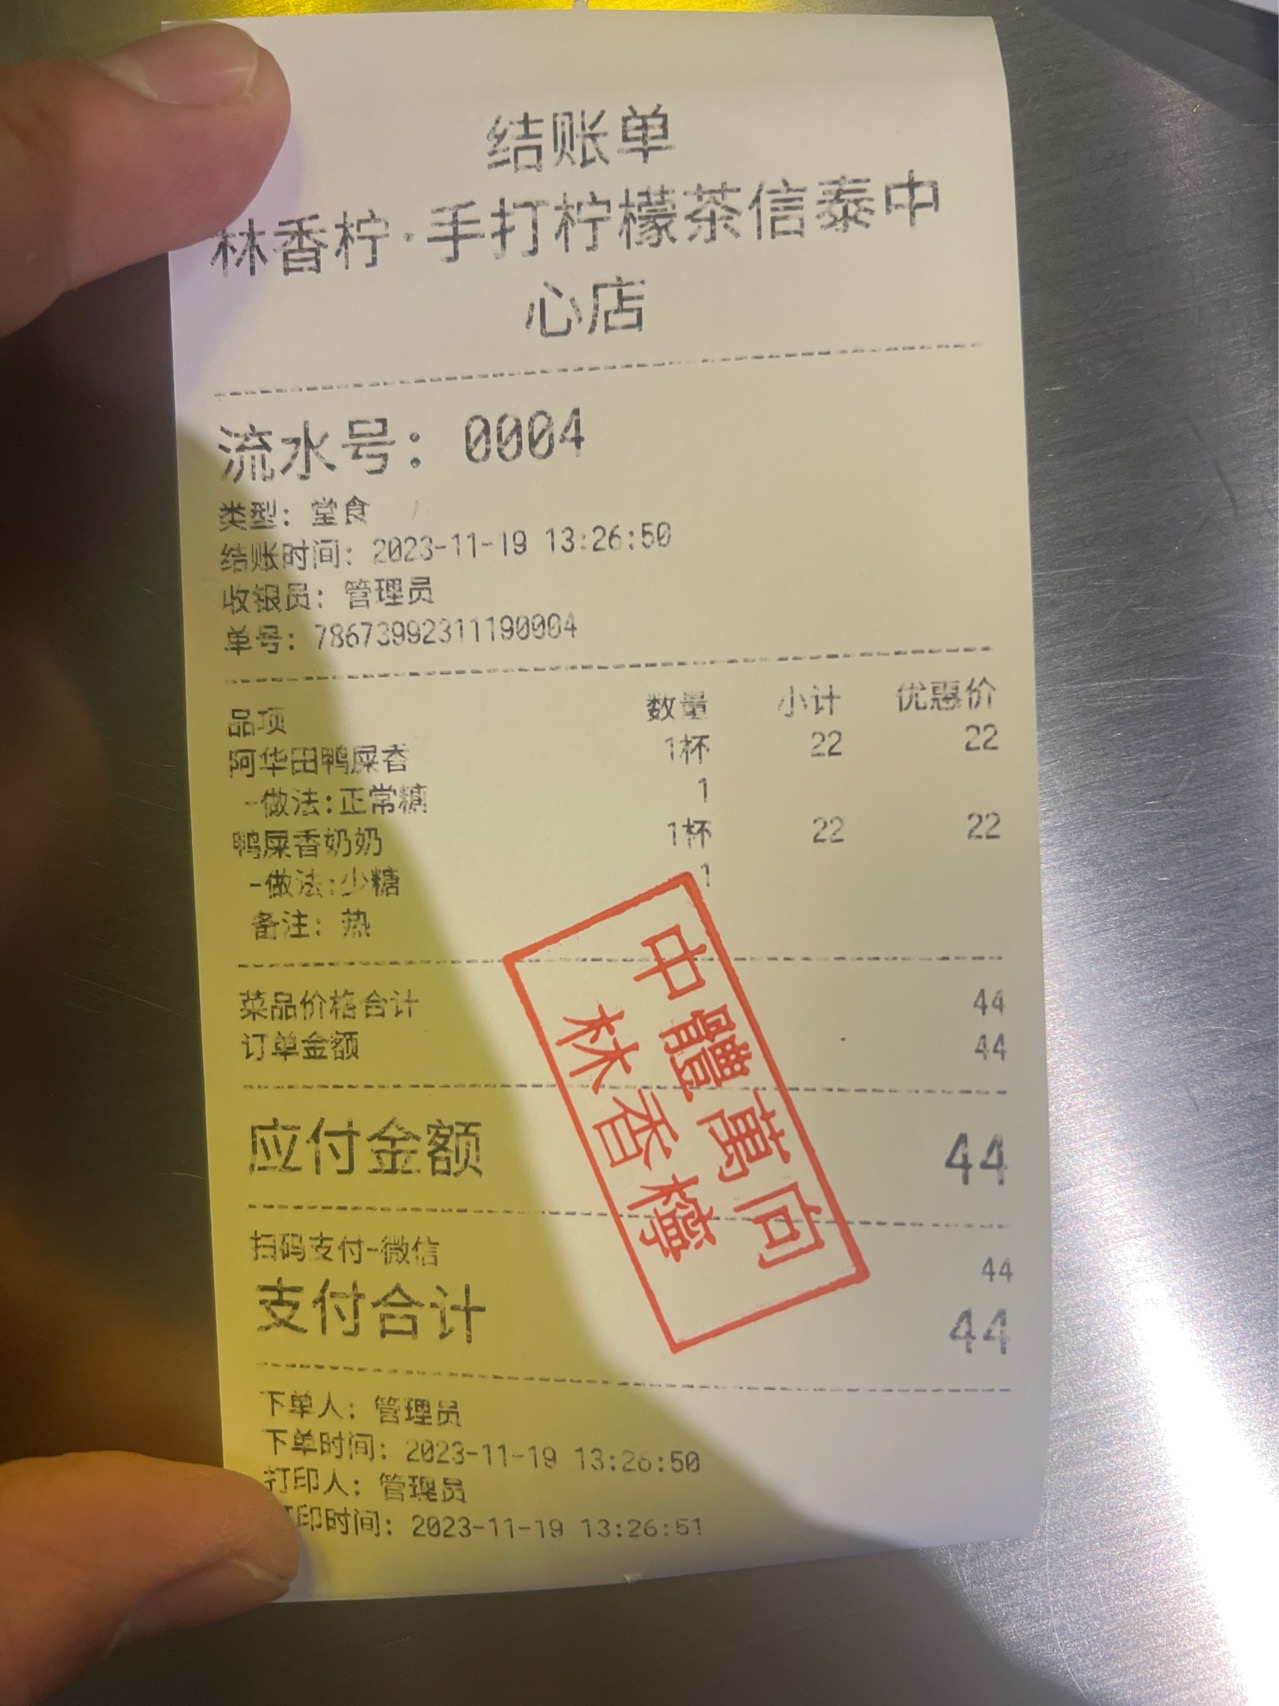 结账单
林香柠·手打柠檬茶信泰中
心店
流水号：0004
类型：堂食
结账时间：2023-11-19 13:26:50
收银员：管理员
单号：78673992311190004
品项 数量 小计 优惠价
阿华田鸭屎香 1杯 22 22
-做法:正常糖 1
鸭屎香奶奶 1杯 22 22
-做法:少糖 1
备注：热
菜品价格合计 44
订单金额 44
应付金额 44
扫码支付-微信 44
支付合计 44
下单人：管理员
下单时间：2023-11-19 13:26:50
打印人：管理员
印时间：2023-11-19 13:26:51
中體萬向
林香檸